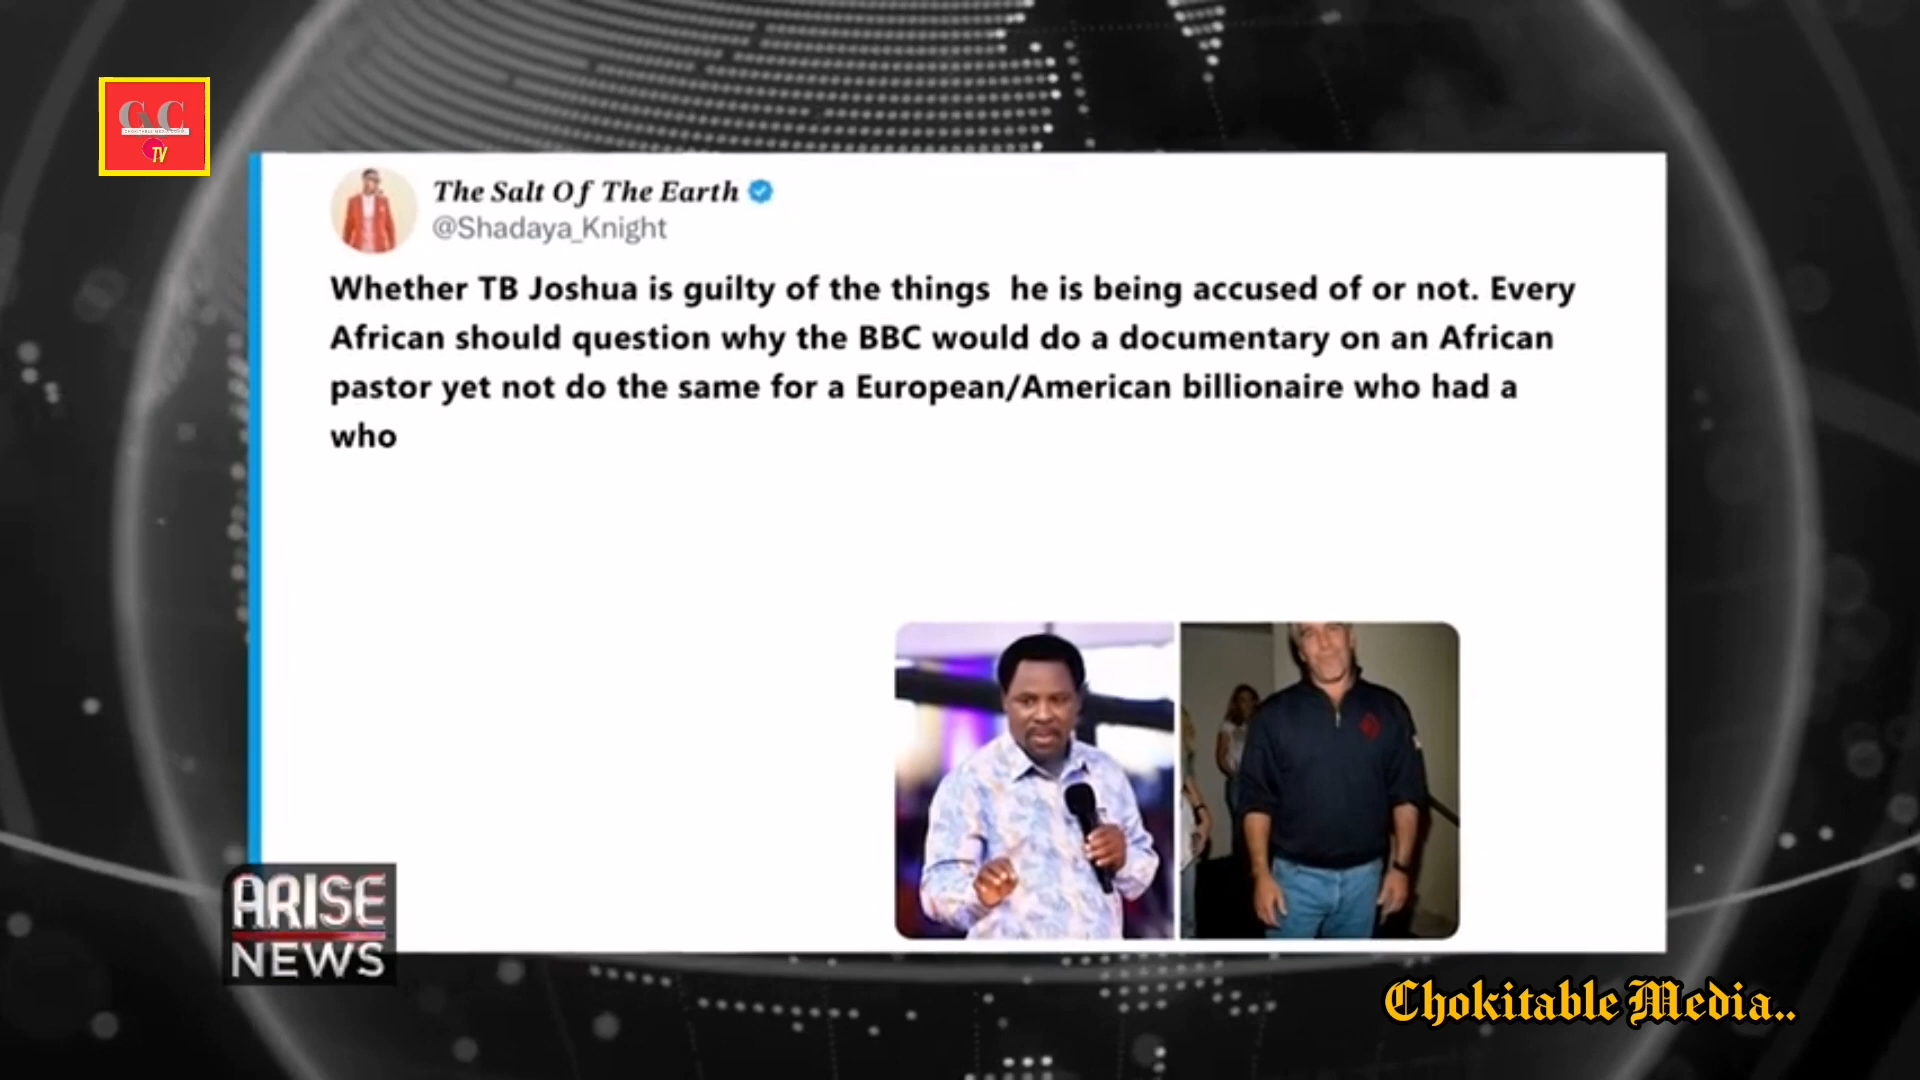 GC
TV
The Salt Of The Earth
@Shadaya_Knight
Whether TB Joshua is guilty of the things he is being accused of or not. Every
African should question why the BBC would do a documentary on an African
pastor yet not do the same for a European/American billionaire who had a
who
ARISE
NEWS
Chokitable Media..